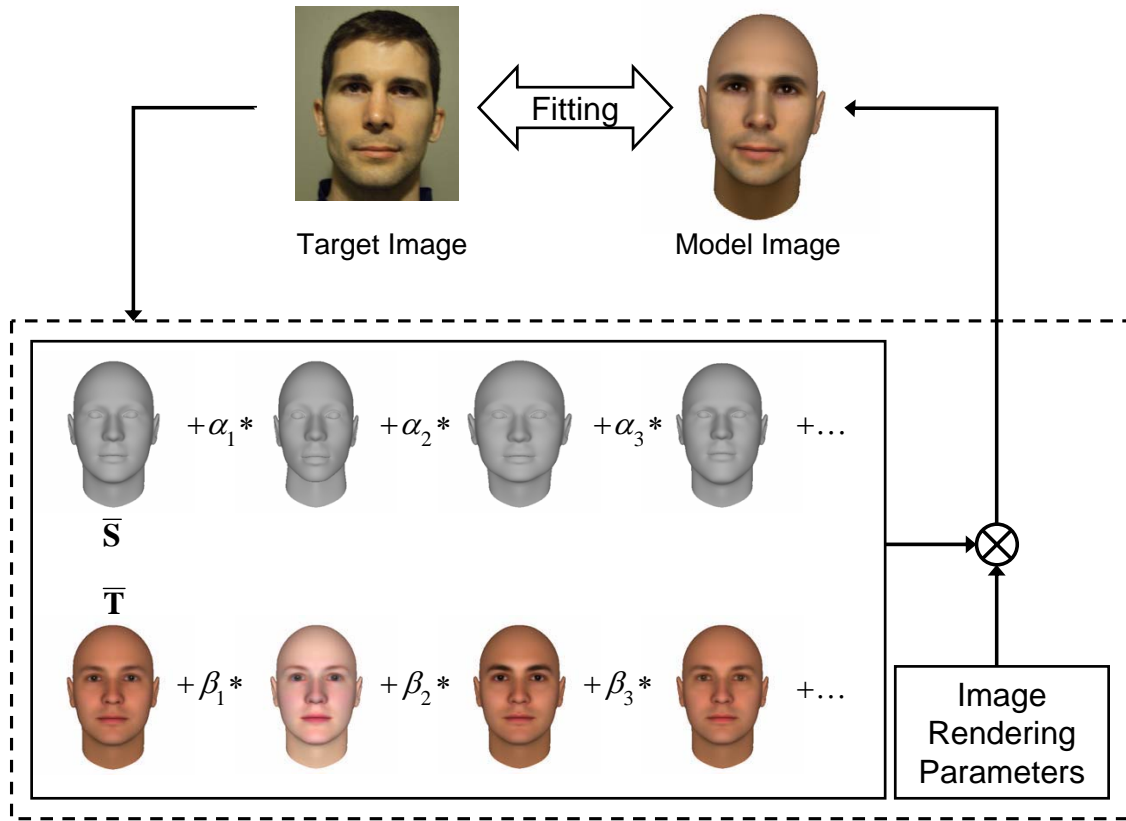 Fitting
Target Image
Model Image
+α₁* +α₂* +α₃* +…
S̄
T̄
+β₁* +β₂* +β₃* +…
Image
Rendering
Parameters